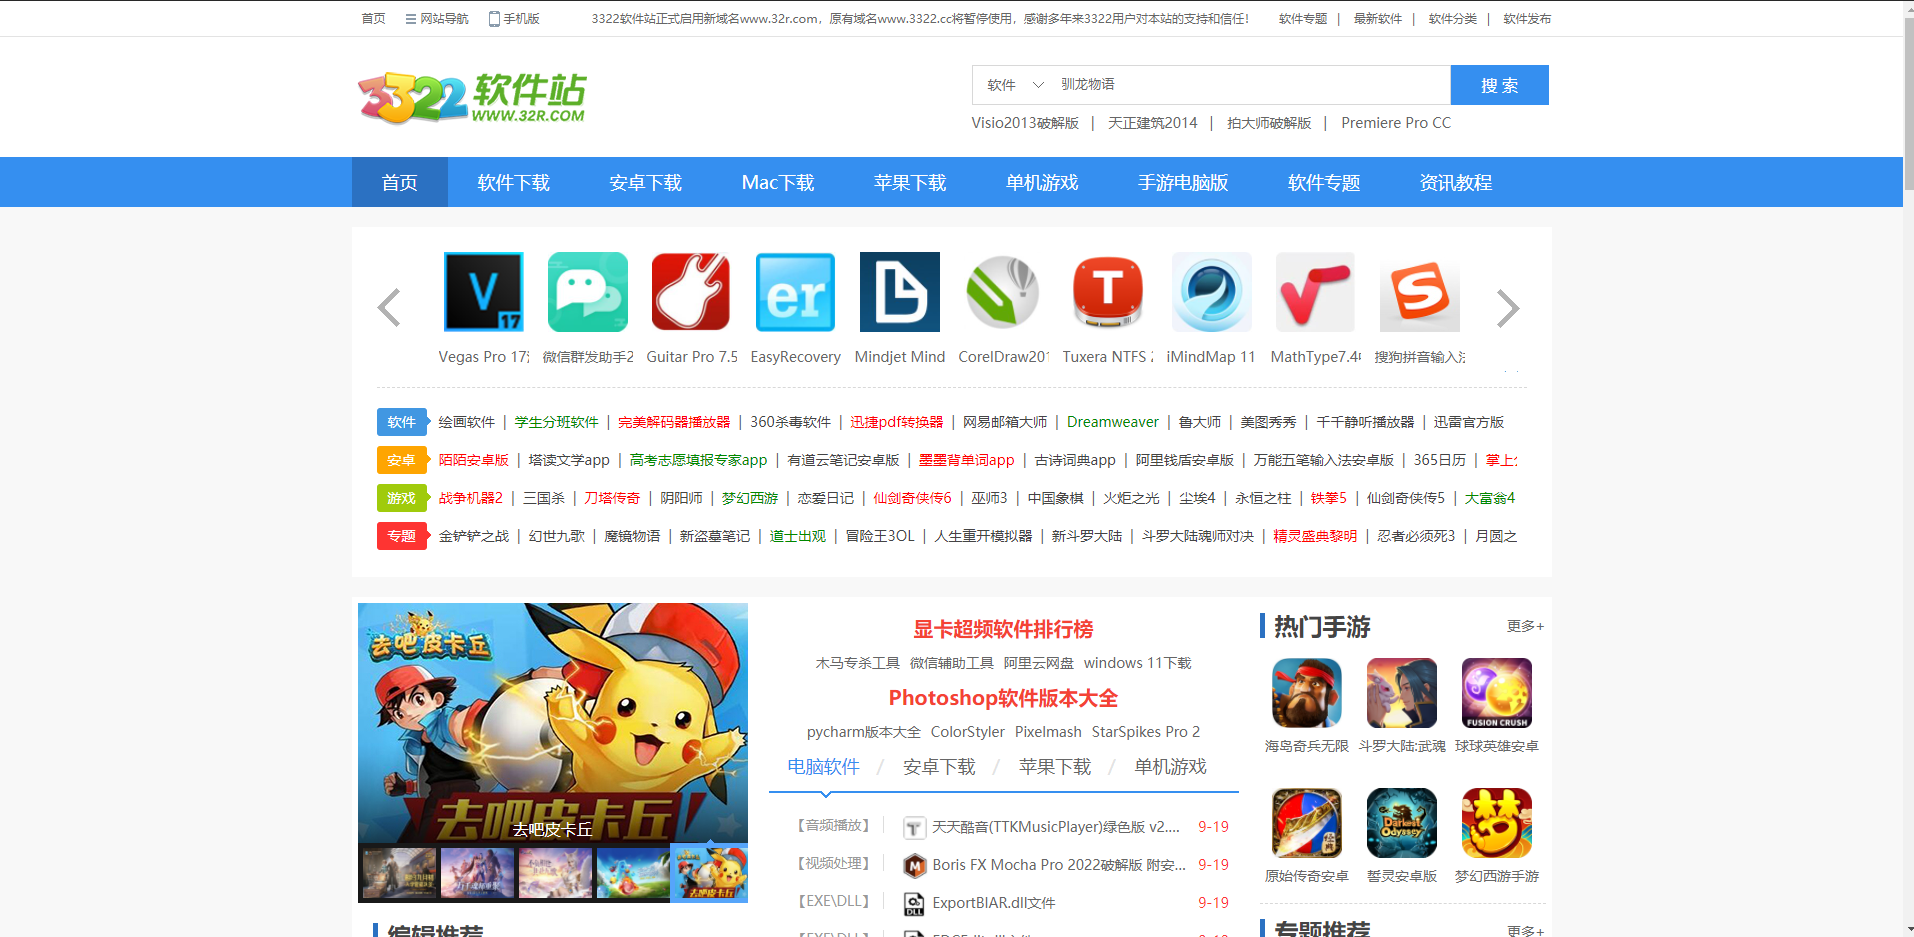 首页 网站导航 手机版 3322软件站正式启用新域名www.32r.com，原有域名www.3322.cc将暂停使用，感谢多年来3322用户对本站的支持和信任！ 软件专题 | 最新软件 | 软件分类 | 软件发布
3322 软件站
WWW.32R.COM
软件 驯龙物语 搜 索
Visio2013破解版 | 天正建筑2014 | 拍大师破解版 | Premiere Pro CC
首页 软件下载 安卓下载 Mac下载 苹果下载 单机游戏 手游电脑版 软件专题 资讯教程
V 17 er T S
Vegas Pro 17 微信群发助手2 Guitar Pro 7.5 EasyRecovery Mindjet Mind CorelDraw201 Tuxera NTFS iMindMap 11 MathType7.4 搜狗拼音输入法
软件 绘画软件 | 学生分班软件 | 完美解码器播放器 | 360杀毒软件 | 迅捷pdf转换器 | 网易邮箱大师 | Dreamweaver | 鲁大师 | 美图秀秀 | 千千静听播放器 | 迅雷官方版
安卓 陌陌安卓版 | 塔读文学app | 高考志愿填报专家app | 有道云笔记安卓版 | 墨墨背单词app | 古诗词典app | 阿里钱盾安卓版 | 万能五笔输入法安卓版 | 365日历 | 掌上
游戏 战争机器2 | 三国杀 | 刀塔传奇 | 阴阳师 | 梦幻西游 | 恋爱日记 | 仙剑奇侠传6 | 巫师3 | 中国象棋 | 火炬之光 | 尘埃4 | 永恒之柱 | 铁拳5 | 仙剑奇侠传5 | 大富翁4
专题 金铲铲之战 | 幻世九歌 | 魔镜物语 | 新盗墓笔记 | 道士出观 | 冒险王3OL | 人生重开模拟器 | 新斗罗大陆 | 斗罗大陆魂师对决 | 精灵盛典黎明 | 忍者必须死3 | 月圆之
去吧皮卡丘
去吧皮卡丘
去吧皮卡丘
编辑推荐
显卡超频软件排行榜
木马专杀工具 微信辅助工具 阿里云网盘 windows 11下载
Photoshop软件版本大全
pycharm版本大全 ColorStyler Pixelmash StarSpikes Pro 2
电脑软件 / 安卓下载 / 苹果下载 / 单机游戏
【音频播放】 天天酷音(TTKMusicPlayer)绿色版 v2.... 9-19
【视频处理】 Boris FX Mocha Pro 2022破解版 附安... 9-19
【EXE\DLL】 ExportBIAR.dll文件 9-19
热门手游 更多+
FUSION CRUSH
海岛奇兵无限 斗罗大陆:武魂 球球英雄安卓
Darkest Odyssey
原始传奇安卓 誓灵安卓版 梦幻西游手游
专题推荐 更多+